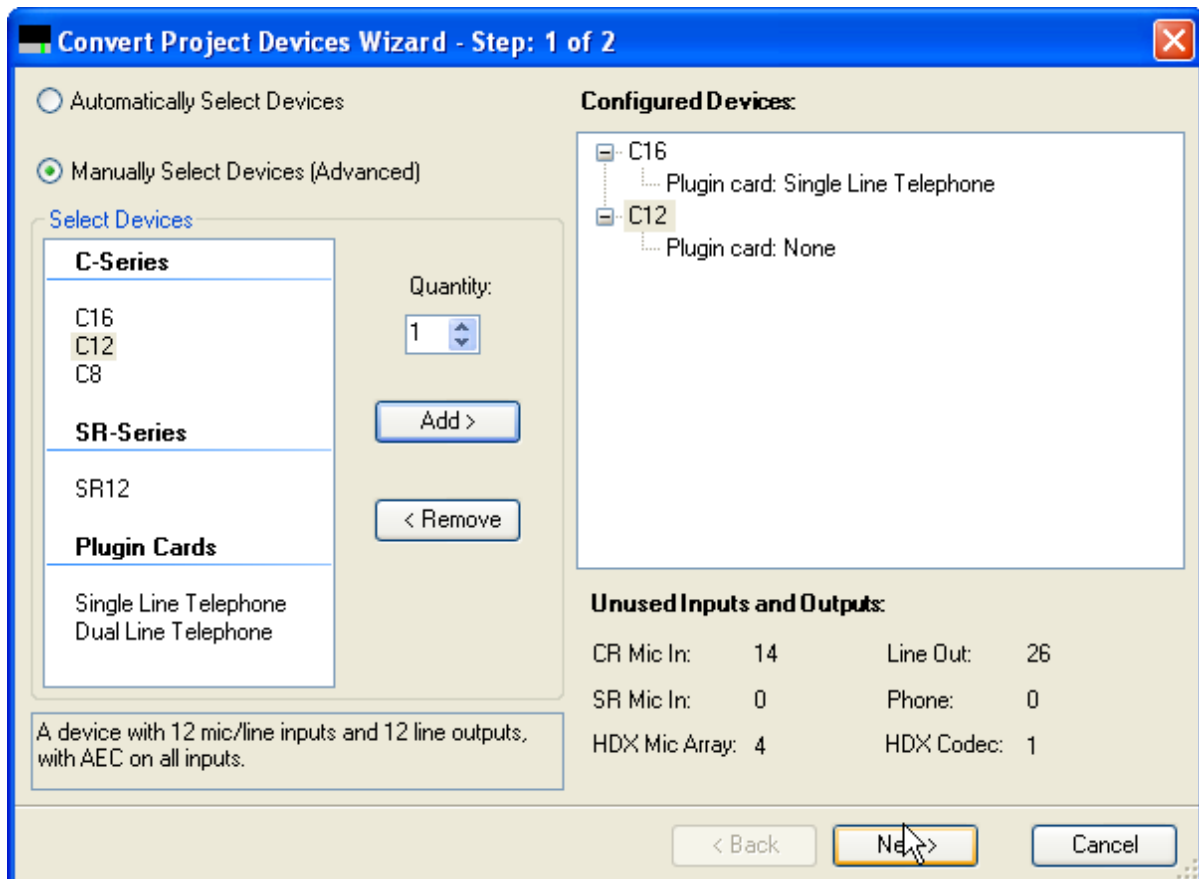 Convert Project Devices Wizard - Step: 1 of 2
Automatically Select Devices
Manually Select Devices (Advanced)
Select Devices
C-Series
C16
C12
C8
SR-Series
SR12
Plugin Cards
Single Line Telephone
Dual Line Telephone
Quantity:
1
Add >
< Remove
A device with 12 mic/line inputs and 12 line outputs,
with AEC on all inputs.
Configured Devices:
C16
Plugin card: Single Line Telephone
C12
Plugin card: None
Unused Inputs and Outputs:
CR Mic In: 14 Line Out: 26
SR Mic In: 0 Phone: 0
HDX Mic Array: 4 HDX Codec: 1
< Back
Cancel